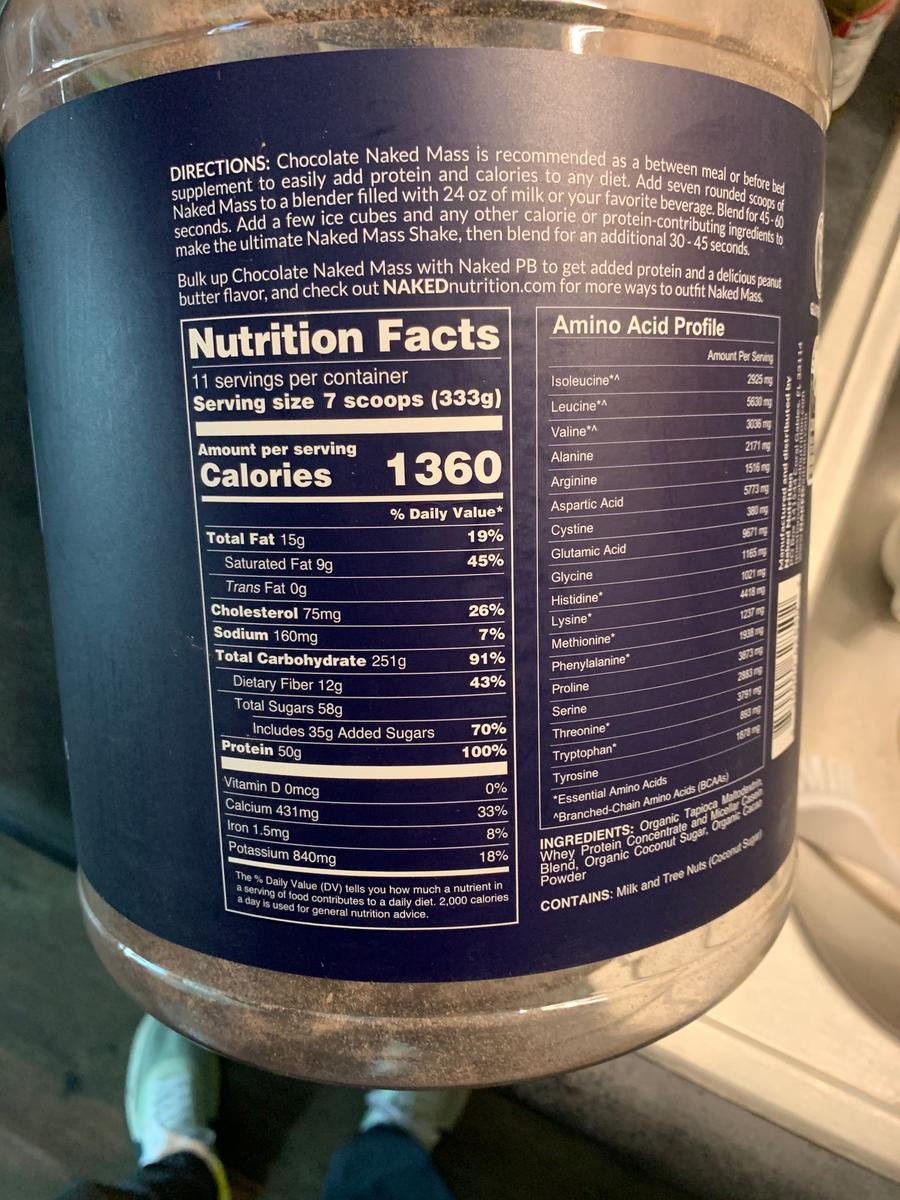 DIRECTIONS: Chocolate Naked Mass is recommended as a between meal or before bed
supplement to easily add protein and calories to any diet. Add seven rounded scoops of
Naked Mass to a blender filled with 24 oz of milk or your favorite beverage. Blend for 45-60
seconds. Add a few ice cubes and any other calorie or protein-contributing ingredients to
make the ultimate Naked Mass Shake, then blend for an additional 30 - 45 seconds.
Bulk up Chocolate Naked Mass with Naked PB to get added protein and a delicious peanut
butter flavor, and check out NAKEDnutrition.com for more ways to outfit Naked Mass.
Nutrition Facts
11 servings per container
Serving size 7 scoops (333g)
Amount per serving
Calories 1360
% Daily Value*
Total Fat 15g 19%
Saturated Fat 9g 45%
Trans Fat 0g
Cholesterol 75mg 26%
Sodium 160mg 7%
Total Carbohydrate 251g 91%
Dietary Fiber 12g 43%
Total Sugars 58g
Includes 35g Added Sugars 70%
Protein 50g 100%
Vitamin D 0mcg 0%
Calcium 431mg 33%
Iron 1.5mg 8%
Potassium 840mg 18%
The % Daily Value (DV) tells you how much a nutrient in
a serving of food contributes to a daily diet. 2,000 calories
a day is used for general nutrition advice.
Amino Acid Profile
Amount Per Serving
Isoleucine*^ 2925 mg
Leucine*^ 5630 mg
Valine*^ 3036 mg
Alanine 2171 mg
Arginine 1516 mg
Aspartic Acid 5773 mg
Cystine 380 mg
Glutamic Acid 9671 mg
Glycine 1165 mg
Histidine* 1021 mg
Lysine* 4418 mg
Methionine* 1237 mg
Phenylalanine* 1938 mg
Proline 3873 mg
Serine 2883 mg
Threonine* 3791 mg
Tryptophan* 893 mg
Tyrosine 1878 mg
*Essential Amino Acids
^Branched-Chain Amino Acids (BCAAs)
INGREDIENTS: Organic Tapioca Maltodextrin,
Whey Protein Concentrate and Micellar Casein
Blend, Organic Coconut Sugar, Organic Cacao
Powder
CONTAINS: Milk and Tree Nuts (Coconut Sugar)
Manufactured and distributed by
Naked Nutrition
Coral Gables, FL 33114